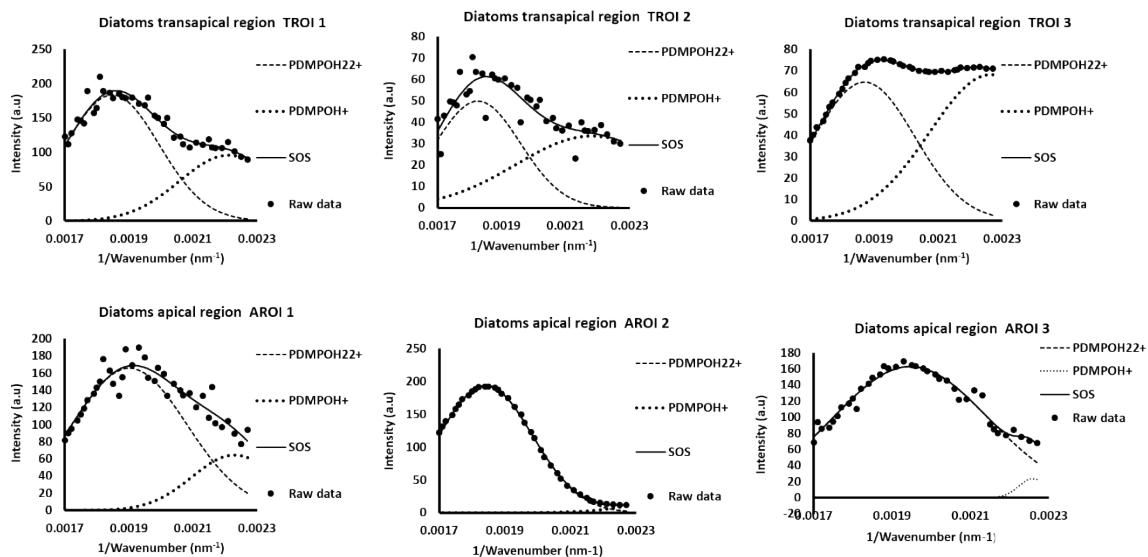 Diatoms transapical region TROI 1
250
200
150
100
50
0
0.0017 0.0019 0.0021 0.0023
Intensity (a.u)
1/Wavenumber (nm-1)
PDMPOH22+
PDMPOH+
SOS
Raw data
Diatoms transapical region TROI 2
80
70
60
50
40
30
20
10
0
0.0017 0.0019 0.0021 0.0023
Intensity (a.u)
1/Wavenumber (nm-1)
PDMPOH22+
PDMPOH+
SOS
Raw data
Diatoms transapical region TROI 3
80
70
60
50
40
30
20
10
0
0.0017 0.0019 0.0021 0.0023
Intensity (a.u)
1/Wavenumber (nm-1)
PDMPOH22+
PDMPOH+
SOS
Raw data
Diatoms apical region AROI 1
200
180
160
140
120
100
80
60
40
20
0
0.0017 0.0019 0.0021 0.0023
Intensity (a.u)
1/Wavenumber (nm-1)
PDMPOH22+
PDMPOH+
SOS
Raw data
Diatoms apical region AROI 2
250
200
150
100
50
0
0.0017 0.0019 0.0021 0.0023
Intensity (a.u)
1/Wavenumber (nm-1)
PDMPOH22+
PDMPOH+
SOS
Raw data
Diatoms apical region AROI 3
180
160
140
120
100
80
60
40
20
0
-20
0.0017 0.0019 0.0021 0.0023
Intensity (a.u)
1/Wavenumber (nm-1)
PDMPOH22+
PDMPOH+
SOS
Raw data